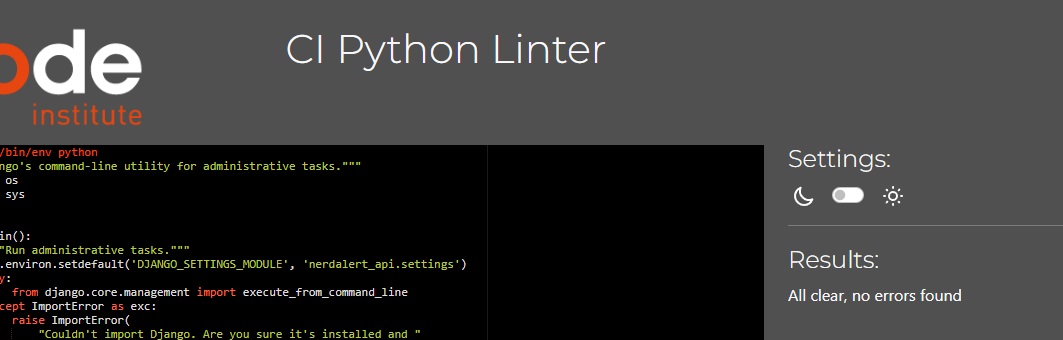 ode
institute
CI Python Linter
/bin/env python
ngo's command-line utility for administrative tasks."""
os
sys
in():
"Run administrative tasks."""
.environ.setdefault('DJANGO_SETTINGS_MODULE', 'nerdalert_api.settings')
y:
from django.core.management import execute_from_command_line
cept ImportError as exc:
raise ImportError(
"Couldn't import Django. Are you sure it's installed and "
Settings:
Results:
All clear, no errors found